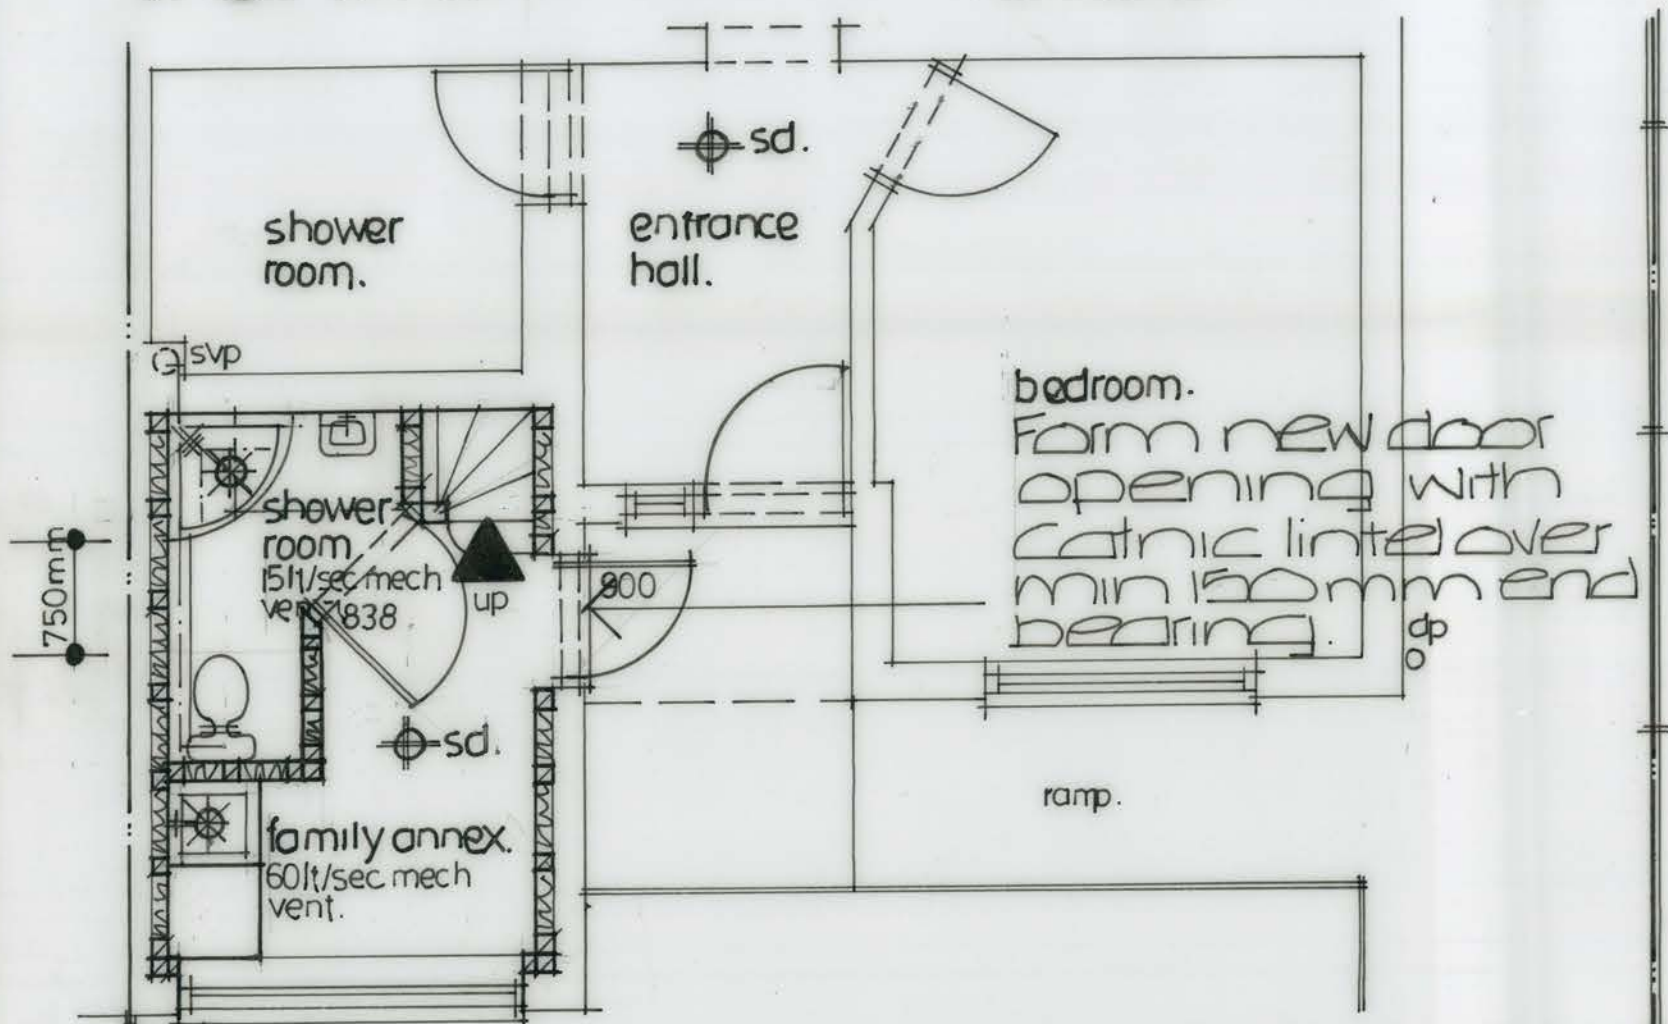 sd.
shower
room.
entrance
hall.
svp
bedroom.
Form new door
opening with
Catnic lintel over
min 150mm end
bearing.
shower
room
15lt/sec mech
vent.
838
up
900
750mm
dp
sd.
ramp.
family annex.
60lt/sec mech
vent.